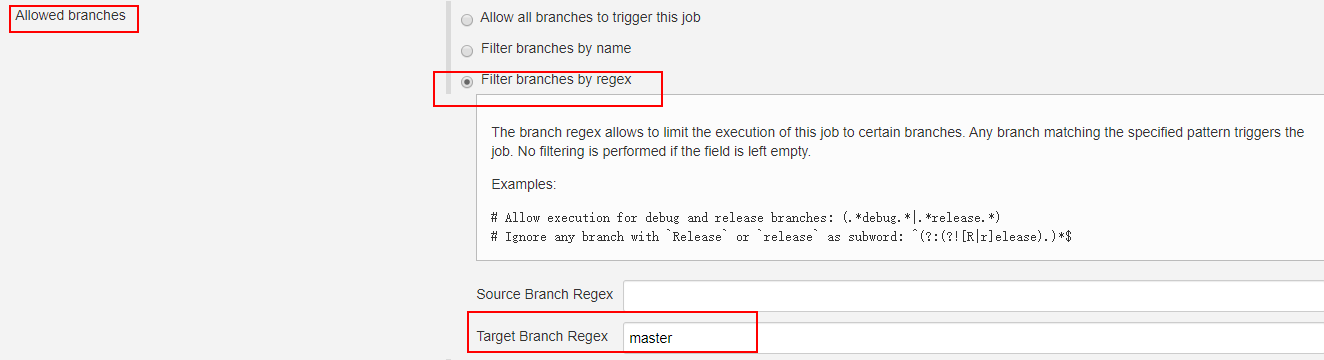 Allowed branches
Allow all branches to trigger this job
Filter branches by name
Filter branches by regex
The branch regex allows to limit the execution of this job to certain branches. Any branch matching the specified pattern triggers the
job. No filtering is performed if the field is left empty.
Examples:
# Allow execution for debug and release branches: (.*debug.*|.*release.*)
# Ignore any branch with `Release` or `release` as subword: ^(?:(?![R|r]elease).)*$
Source Branch Regex
Target Branch Regex master